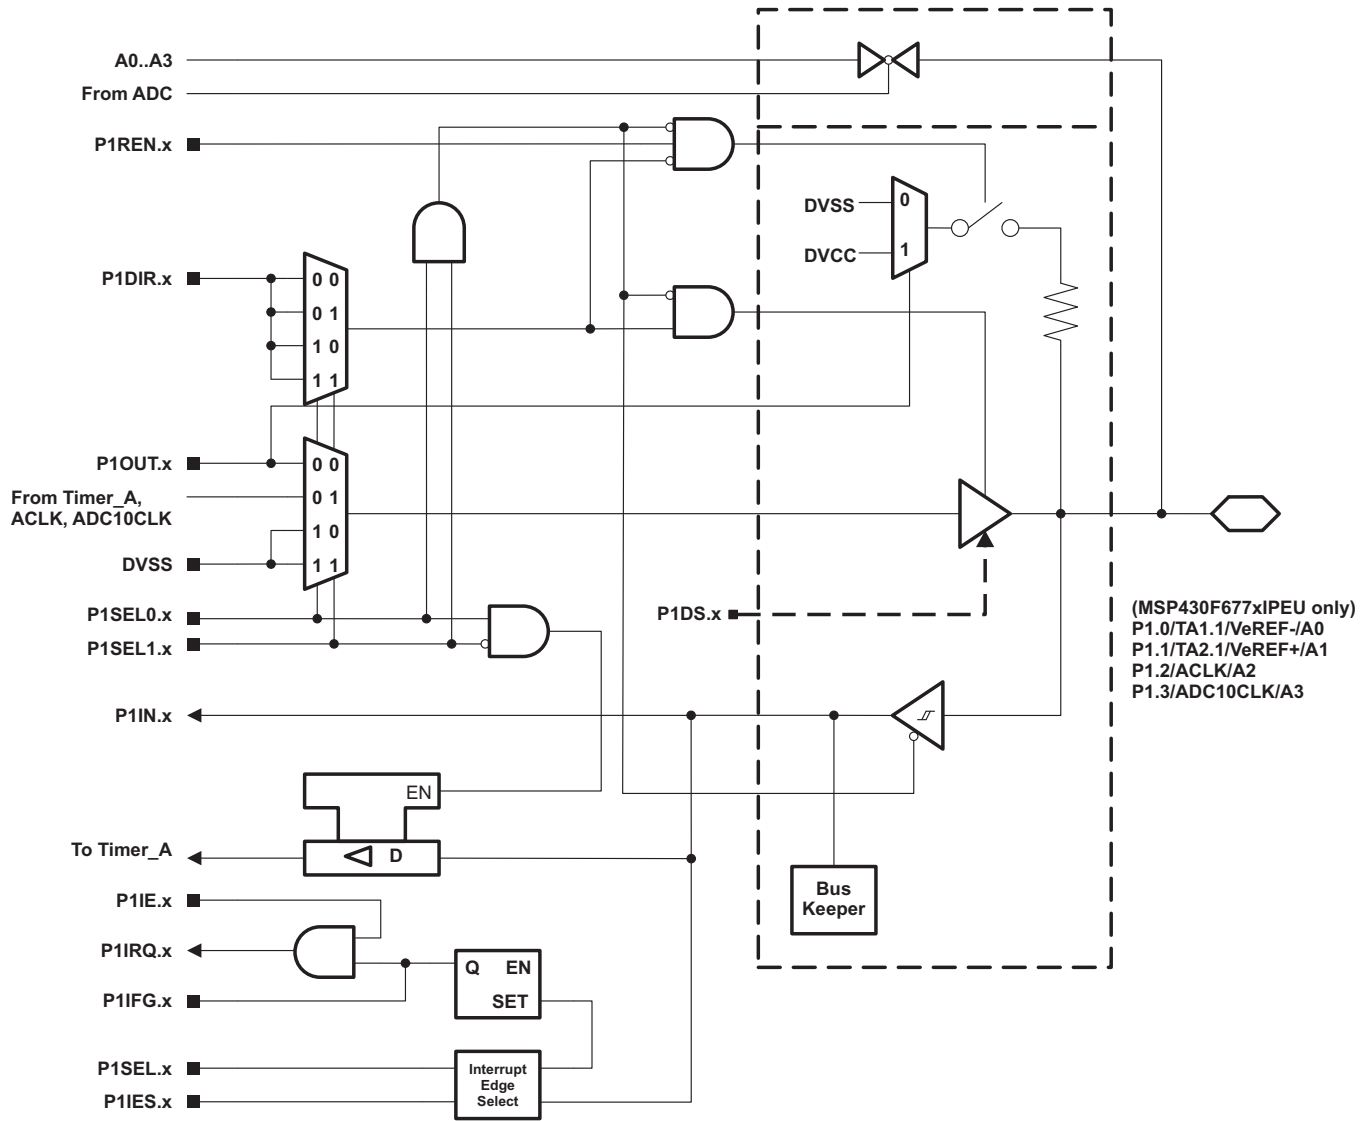 A0..A3
From ADC
P1REN.x
DVSS
0
DVCC
1
P1DIR.x
0 0
0 1
1 0
1 1
P1OUT.x
0 0
From Timer_A,
ACLK, ADC10CLK
0 1
1 0
DVSS
1 1
P1SEL0.x
P1SEL1.x
P1DS.x
(MSP430F677xIPEU only)
P1.0/TA1.1/VeREF-/A0
P1.1/TA2.1/VeREF+/A1
P1.2/ACLK/A2
P1.3/ADC10CLK/A3
P1IN.x
EN
To Timer_A
D
Bus
Keeper
P1IE.x
P1IRQ.x
Q EN
SET
P1IFG.x
P1SEL.x
P1IES.x
Interrupt
Edge
Select